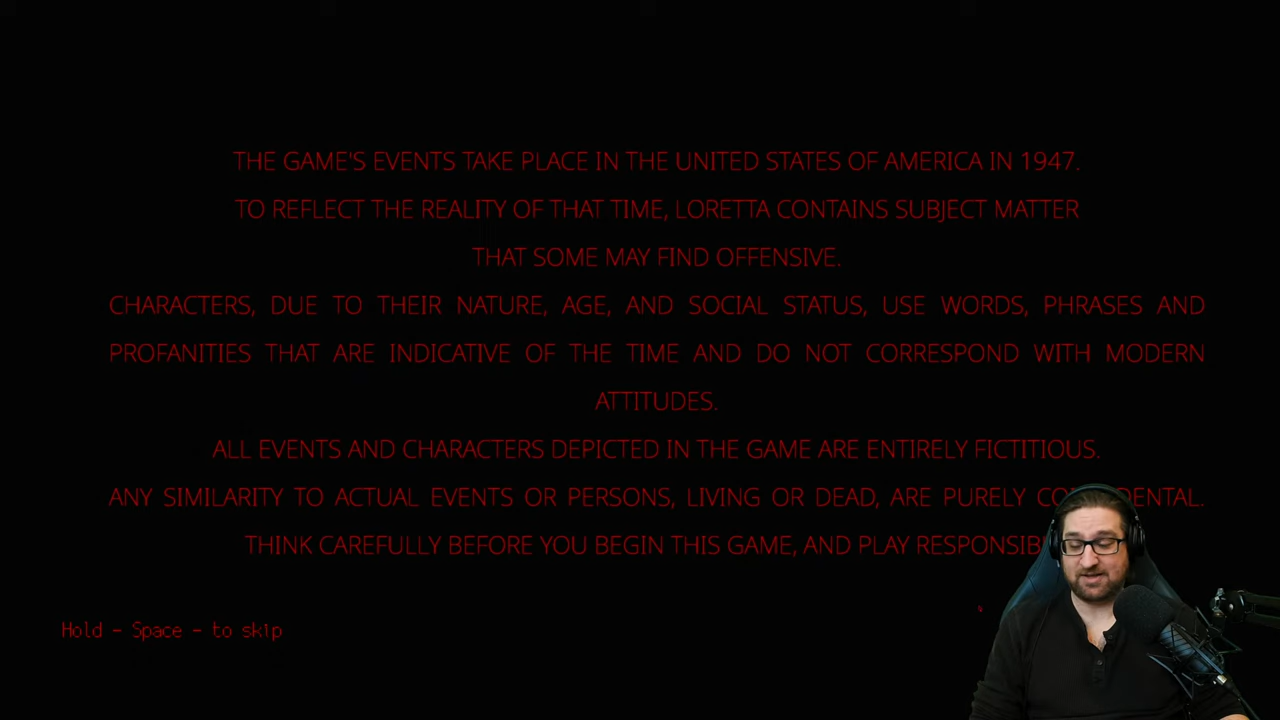 THE GAME'S EVENTS TAKE PLACE IN THE UNITED STATES OF AMERICA IN 1947.
TO REFLECT THE REALITY OF THAT TIME, LORETTA CONTAINS SUBJECT MATTER
THAT SOME MAY FIND OFFENSIVE.
CHARACTERS, DUE TO THEIR NATURE, AGE, AND SOCIAL STATUS, USE WORDS, PHRASES AND
PROFANITIES THAT ARE INDICATIVE OF THE TIME AND DO NOT CORRESPOND WITH MODERN
ATTITUDES.
ALL EVENTS AND CHARACTERS DEPICTED IN THE GAME ARE ENTIRELY FICTITIOUS.
ANY SIMILARITY TO ACTUAL EVENTS OR PERSONS, LIVING OR DEAD, ARE PURELY
THINK CAREFULLY BEFORE YOU BEGIN THIS GAME, AND PLAY
Hold - Space - to skip